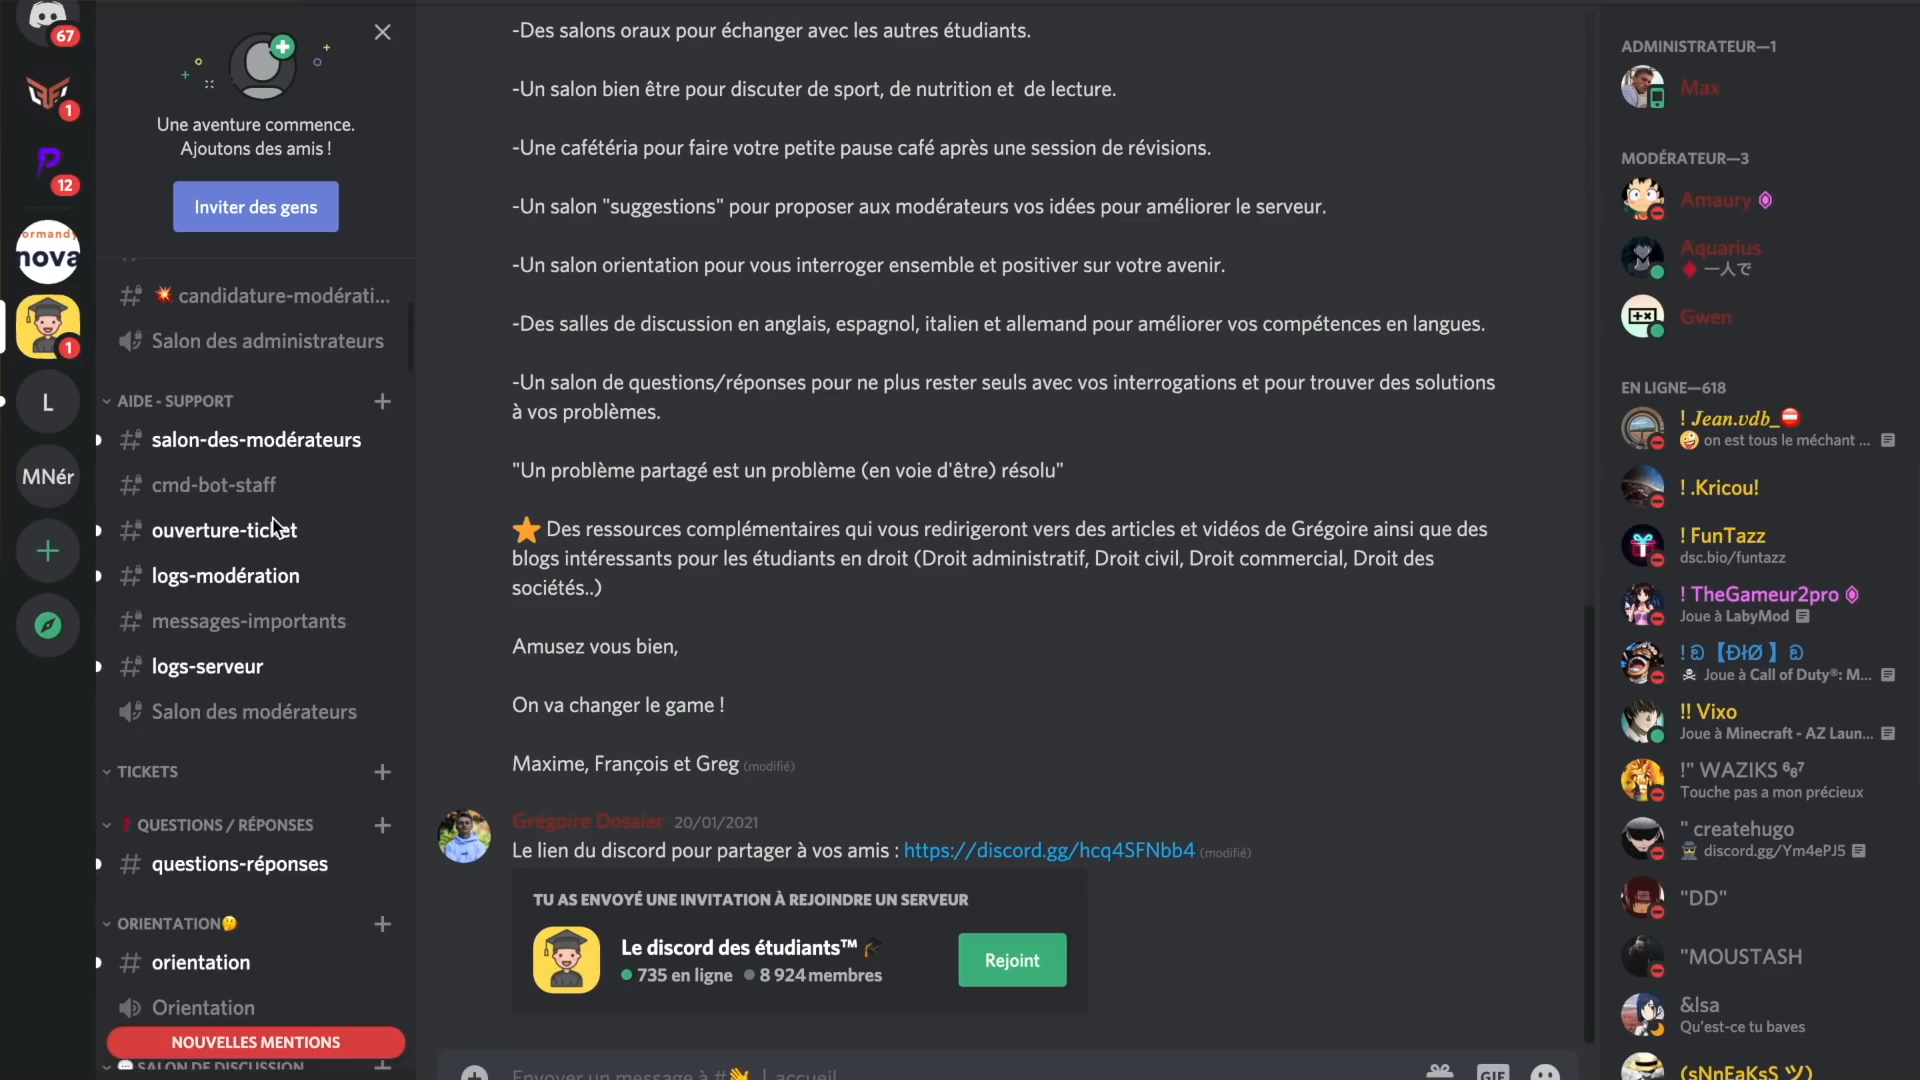 67
1
12
ormandy
nova
1
L
MNér
Une aventure commence.
Ajoutons des amis !
Inviter des gens
candidature-modérati...
Salon des administrateurs
AIDE - SUPPORT
salon-des-modérateurs
cmd-bot-staff
ouverture-ticket
logs-modération
messages-importants
logs-serveur
Salon des modérateurs
TICKETS
QUESTIONS / RÉPONSES
questions-réponses
ORIENTATION🤔
orientation
Orientation
NOUVELLES MENTIONS
SALON DE DISCUSSION
-Des salons oraux pour échanger avec les autres étudiants.
-Un salon bien être pour discuter de sport, de nutrition et  de lecture.
-Une cafétéria pour faire votre petite pause café après une session de révisions.
-Un salon "suggestions" pour proposer aux modérateurs vos idées pour améliorer le serveur.
-Un salon orientation pour vous interroger ensemble et positiver sur votre avenir.
-Des salles de discussion en anglais, espagnol, italien et allemand pour améliorer vos compétences en langues.
-Un salon de questions/réponses pour ne plus rester seuls avec vos interrogations et pour trouver des solutions
à vos problèmes.
"Un problème partagé est un problème (en voie d'être) résolu"
⭐ Des ressources complémentaires qui vous redirigeront vers des articles et vidéos de Grégoire ainsi que des
blogs intéressants pour les étudiants en droit (Droit administratif, Droit civil, Droit commercial, Droit des
sociétés..)
Amusez vous bien,
On va changer le game !
Maxime, François et Greg (modifié)
Grégoire Dossier 20/01/2021
Le lien du discord pour partager à vos amis : https://discord.gg/hcq4SFNbb4 (modifié)
TU AS ENVOYÉ UNE INVITATION À REJOINDRE UN SERVEUR
Le discord des étudiants™ 🎓
735 en ligne 8 924 membres
Rejoint
Envoyer un message à #👋 | accueil
GIF
ADMINISTRATEUR—1
Max
MODÉRATEUR—3
Amaury
Aquarius
一人で
Gwen
EN LIGNE—618
! Jean.vdb_⛔
🤪 on est tous le méchant ...
! .Kricou!
! FunTazz
dsc.bio/funtazz
! TheGameur2pro
Joue à LabyMod
! ඞ【ĐłØ 】ඞ
☠ Joue à Call of Duty®: M...
!! Vixo
Joue à Minecraft - AZ Laun...
!" WAZIKS ⁶₆⁷
Touche pas a mon précieux
" createhugo
discord.gg/Ym4ePJ5
"DD"
"MOUSTASH
&lsa
Qu'est-ce tu baves
(sNnEaKsS ツ)